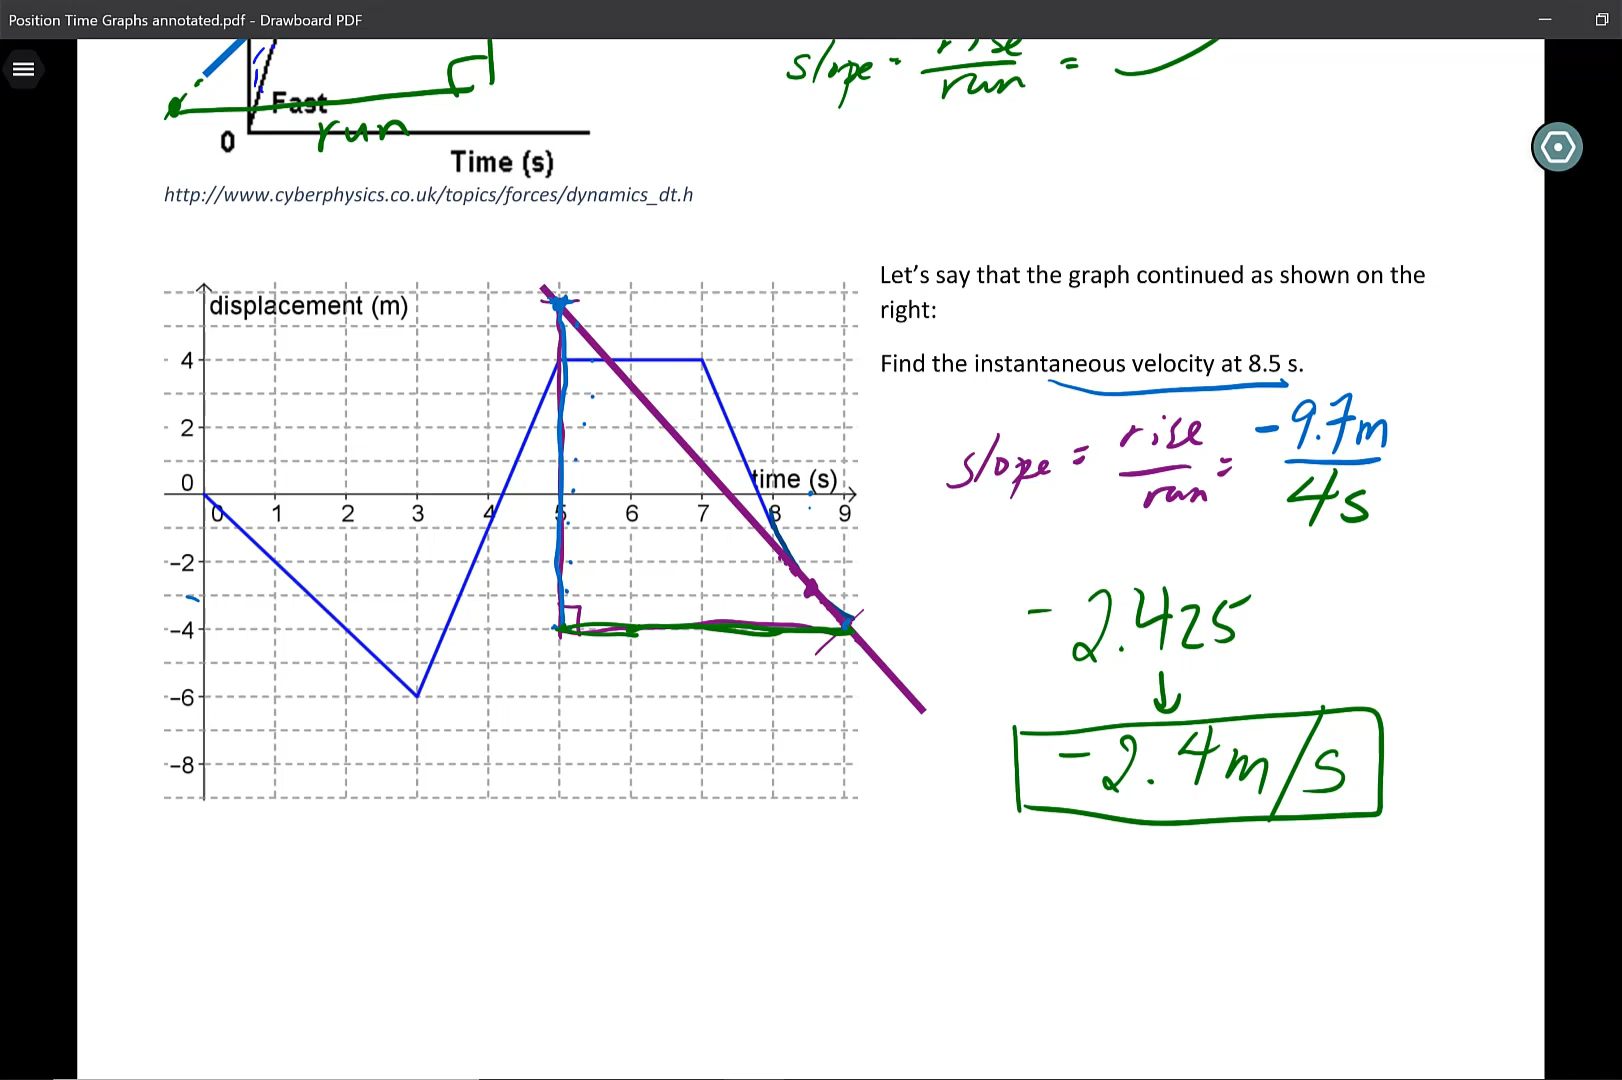 Position Time Graphs annotated.pdf - Drawboard PDF
slope = rise/run =
Fast
run
0
Time (s)
http://www.cyberphysics.co.uk/topics/forces/dynamics_dt.h
Let’s say that the graph continued as shown on the
right:
Find the instantaneous velocity at 8.5 s.
displacement (m)
4
2
0
-2
-4
-6
-8
time (s)
0 1 2 3 4 5 6 7 8 9
slope = rise/run = -9.7m/4s
-2.425
↓
-2.4m/s